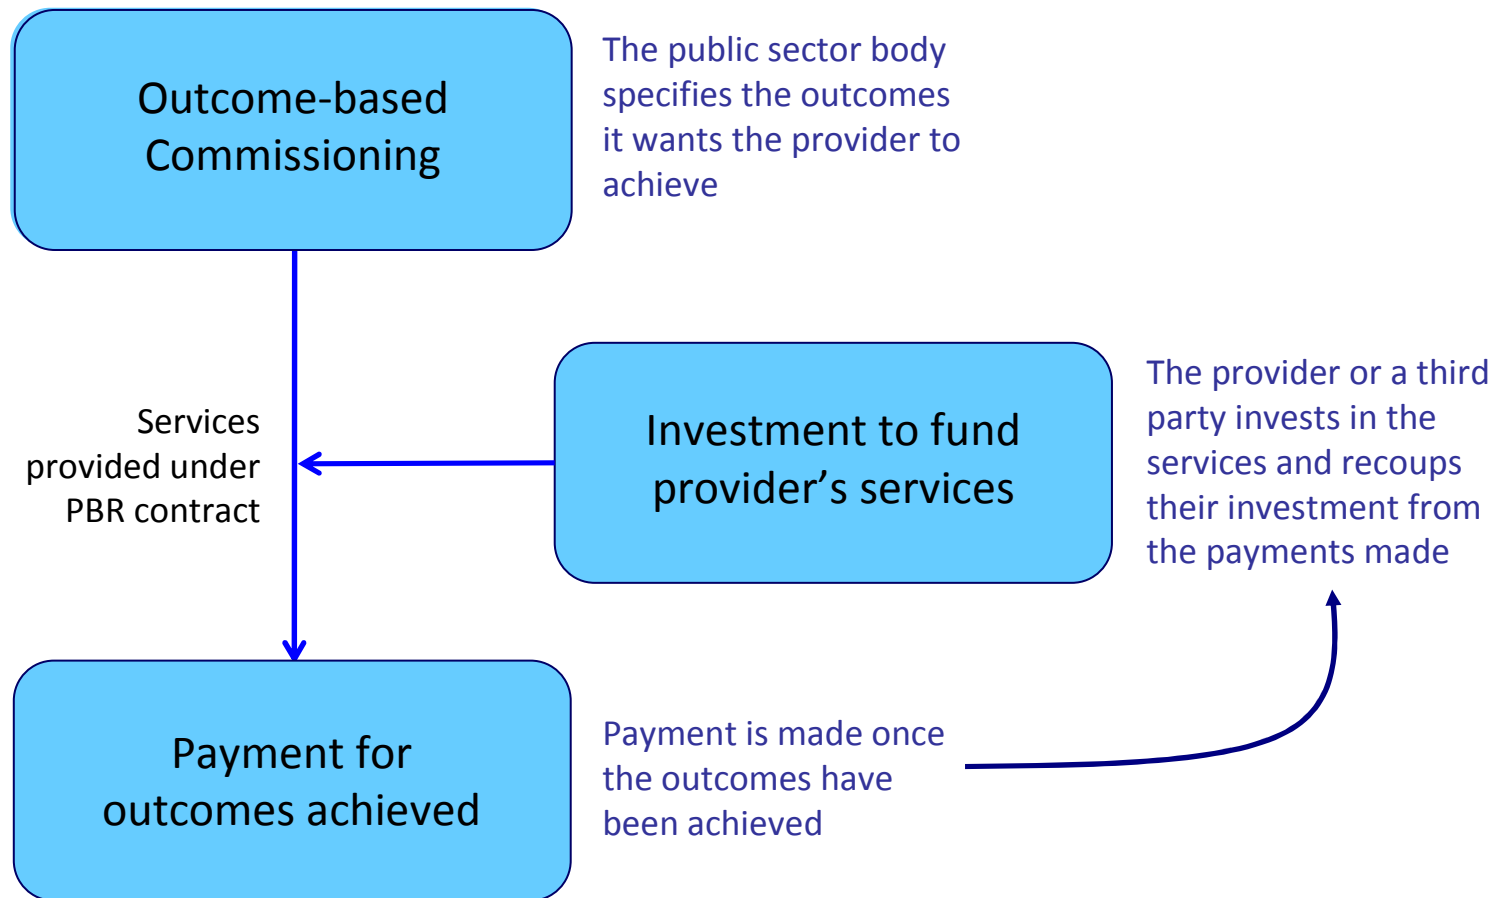 Outcome-based
Commissioning
The public sector body
specifies the outcomes
it wants the provider to
achieve
Services
provided under
PBR contract
Investment to fund
provider’s services
The provider or a third
party invests in the
services and recoups
their investment from
the payments made
Payment for
outcomes achieved
Payment is made once
the outcomes have
been achieved